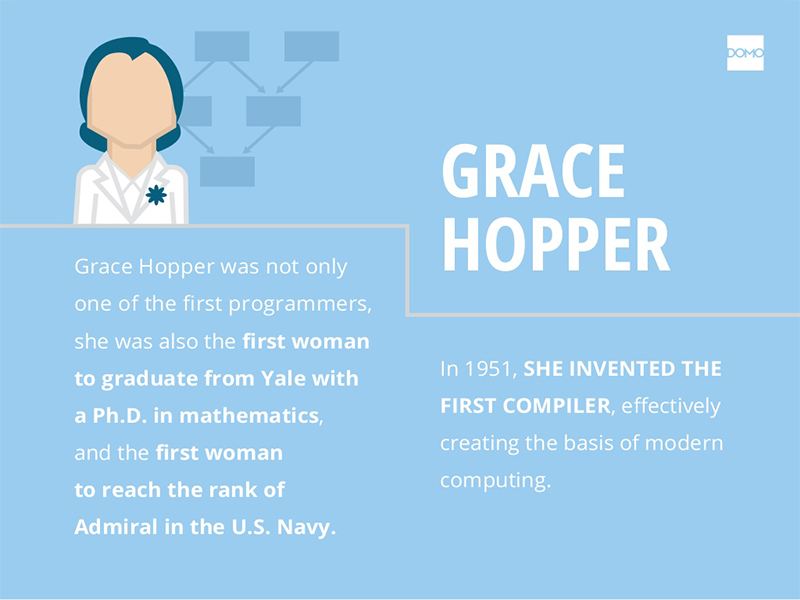 DOMO
GRACE
HOPPER
Grace Hopper was not only
one of the first programmers,
she was also the first woman
to graduate from Yale with
a Ph.D. in mathematics,
and the first woman
to reach the rank of
Admiral in the U.S. Navy.
In 1951, SHE INVENTED THE
FIRST COMPILER, effectively
creating the basis of modern
computing.